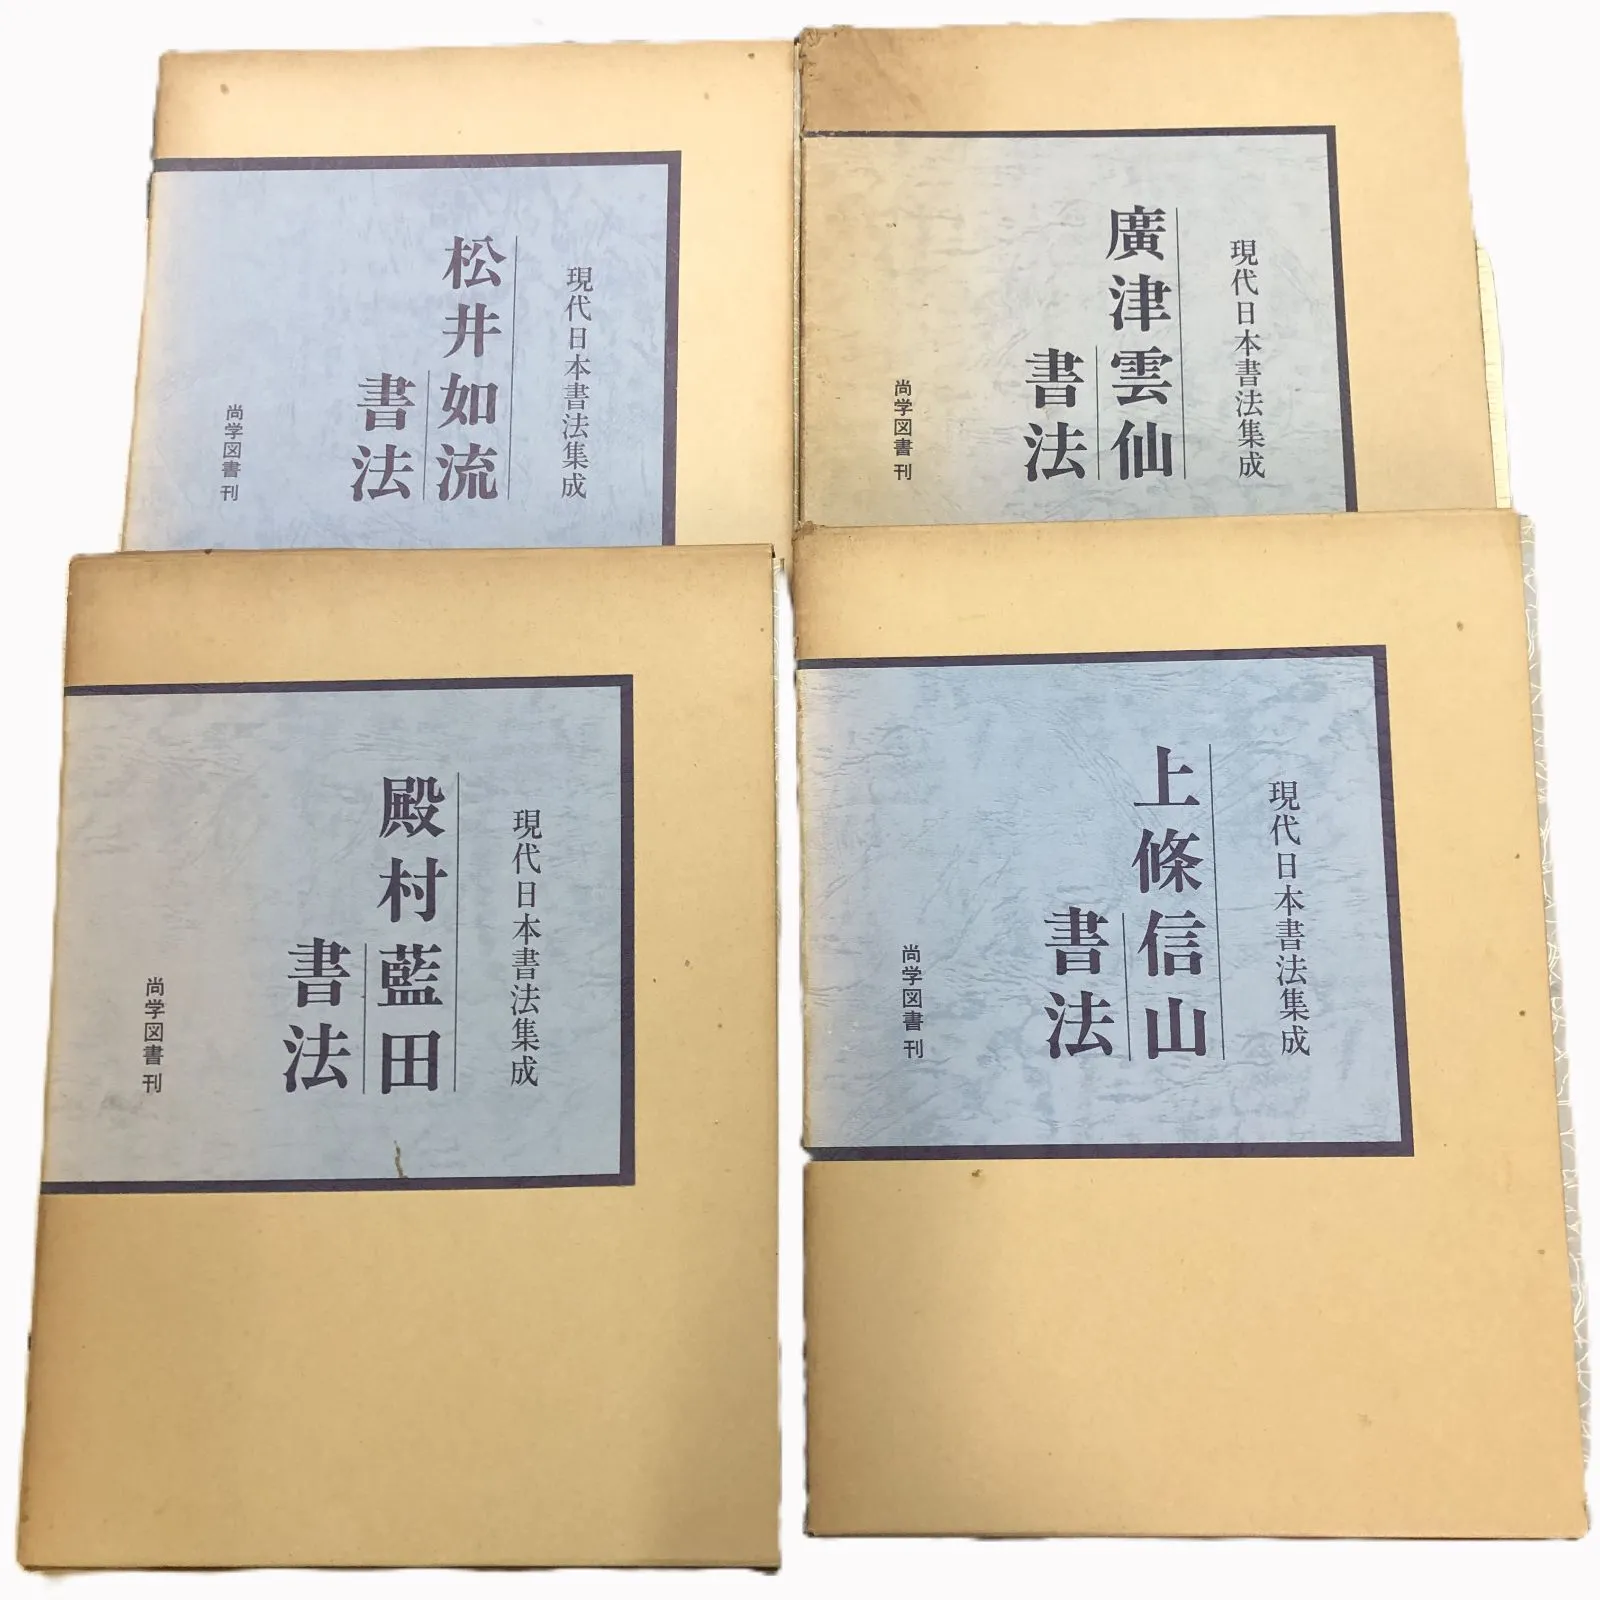 現代日本書法集成
松井如流
書法
尚学図書 刊
現代日本書法集成
廣津雲仙
書法
尚学図書 刊
現代日本書法集成
殿村藍田
書法
尚学図書 刊
現代日本書法集成
上條信山
書法
尚学図書 刊